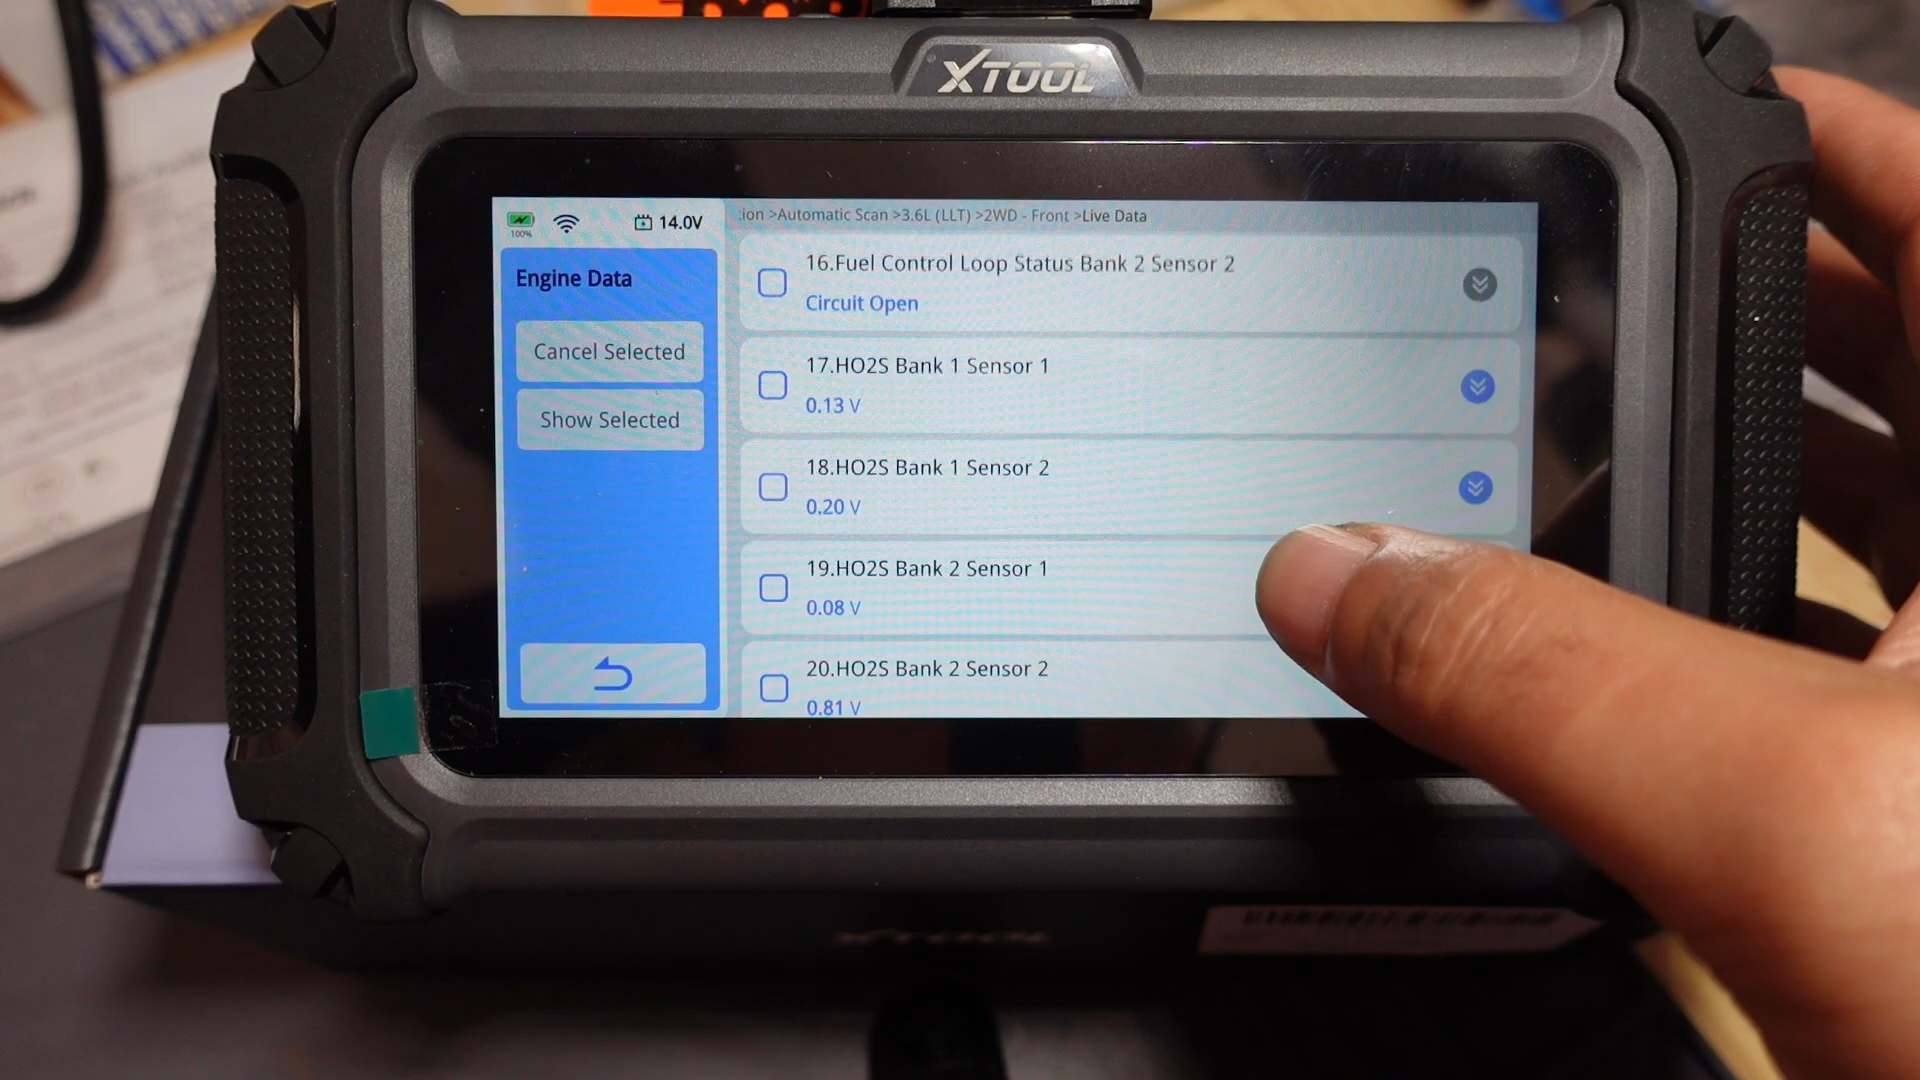 XTOOL
100%
14.0V
ion >Automatic Scan >3.6L (LLT) >2WD - Front >Live Data
Engine Data
Cancel Selected
Show Selected
16.Fuel Control Loop Status Bank 2 Sensor 2
Circuit Open
17.HO2S Bank 1 Sensor 1
0.13 V
18.HO2S Bank 1 Sensor 2
0.20 V
19.HO2S Bank 2 Sensor 1
0.08 V
20.HO2S Bank 2 Sensor 2
0.81 V
XTOOL